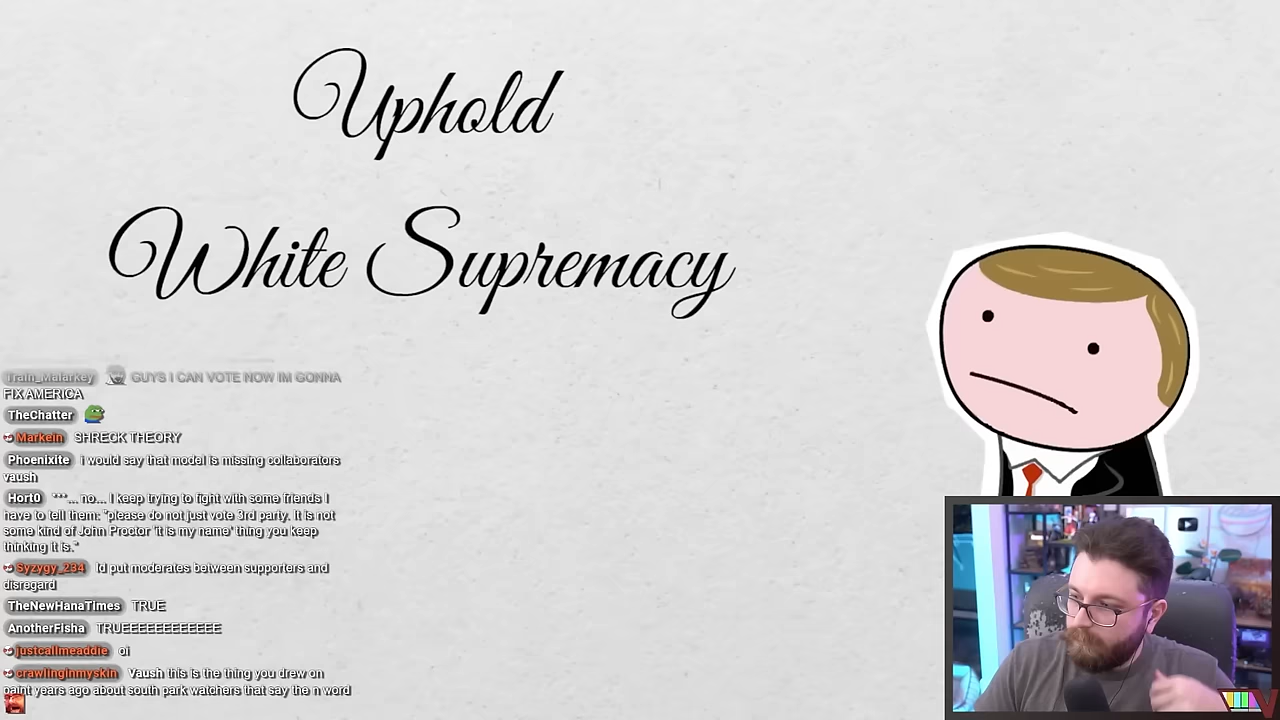 Uphold
White Supremacy
Train_Malarkey GUYS I CAN VOTE NOW IM GONNA
FIX AMERICA
TheChatter
Markein SHRECK THEORY
Phoenixite i would say that model is missing collaborators
vaush
Hort0 ***... no... I keep trying to fight with some friends I
have to tell them: "please do not just vote 3rd party. It is not
some kind of John Proctor 'it is my name' thing you keep
thinking it is."
Syzygy_234 Id put moderates between supporters and
disregard
TheNewHanaTimes TRUE
AnotherFisha TRUEEEEEEEEEEEE
justcallmeaddie oi
crawlinginmyskin Vaush this is the thing you drew on
paint years ago about south park watchers that say the n word